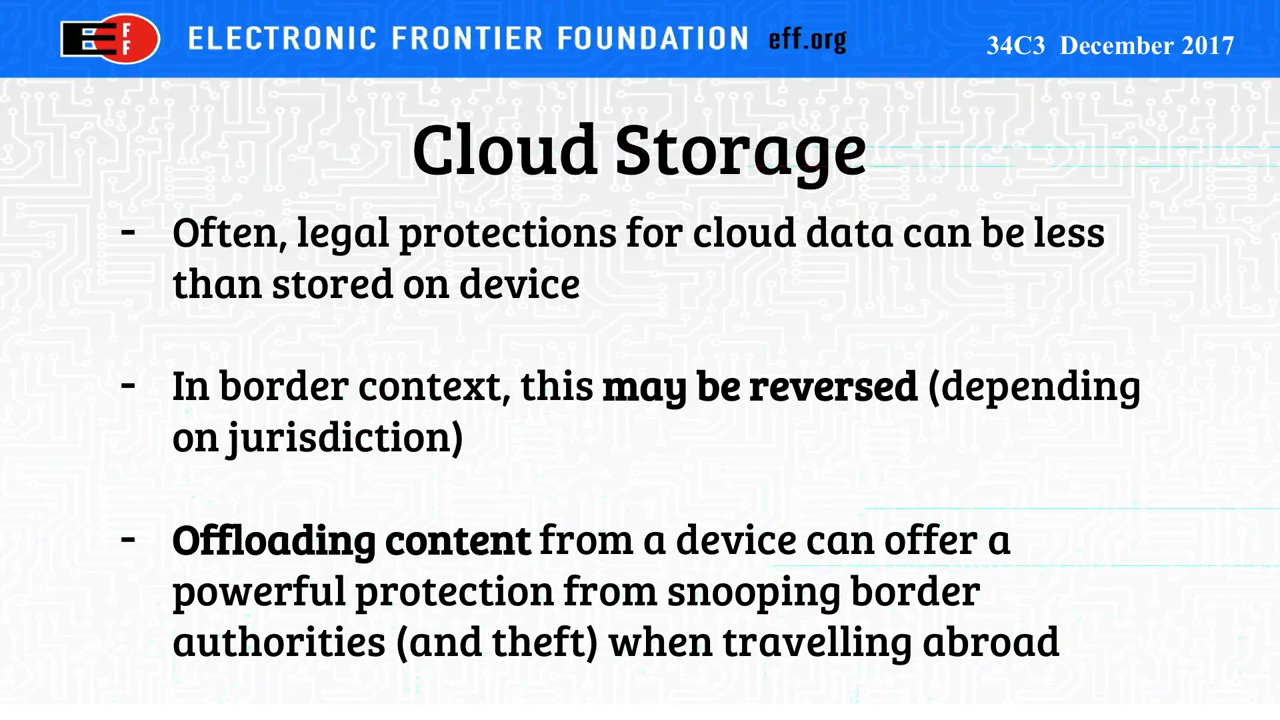 EFF ELECTRONIC FRONTIER FOUNDATION eff.org 34C3 December 2017
Cloud Storage
- Often, legal protections for cloud data can be less
than stored on device
- In border context, this may be reversed (depending
on jurisdiction)
- Offloading content from a device can offer a
powerful protection from snooping border
authorities (and theft) when travelling abroad